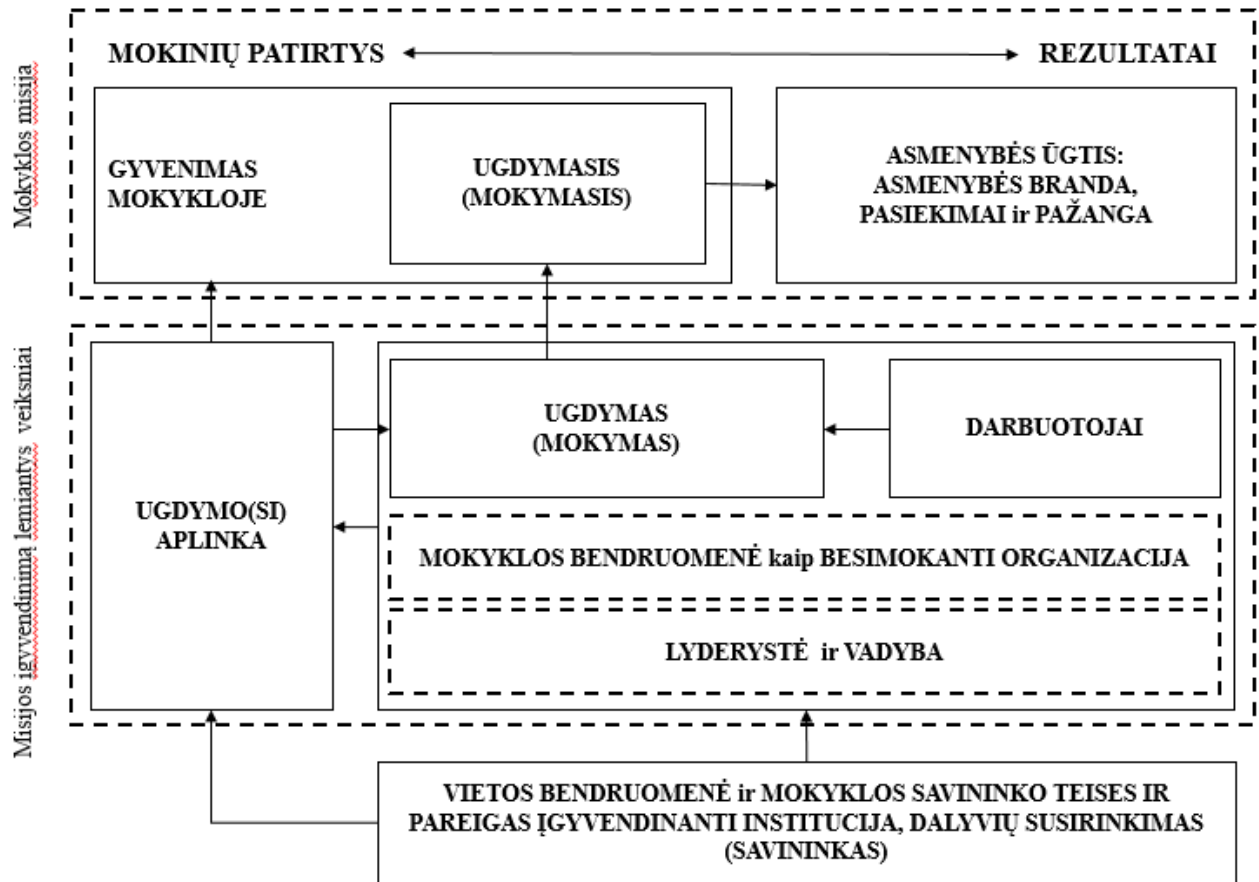 Mokyklos misija
MOKINIŲ PATIRTYS
REZULTATAI
GYVENIMAS
MOKYKLOJE
UGDYMASIS
(MOKYMASIS)
ASMENYBĖS ŪGTIS:
ASMENYBĖS BRANDA,
PASIEKIMAI ir PAŽANGA
Misijos įgyvendinimą lemiantys veiksniai
UGDYMO(SI)
APLINKA
UGDYMAS
(MOKYMAS)
DARBUOTOJAI
MOKYKLOS BENDRUOMENĖ kaip BESIMOKANTI ORGANIZACIJA
LYDERYSTĖ ir VADYBA
VIETOS BENDRUOMENĖ ir MOKYKLOS SAVININKO TEISES IR
PAREIGAS ĮGYVENDINANTI INSTITUCIJA, DALYVIŲ SUSIRINKIMAS
(SAVININKAS)